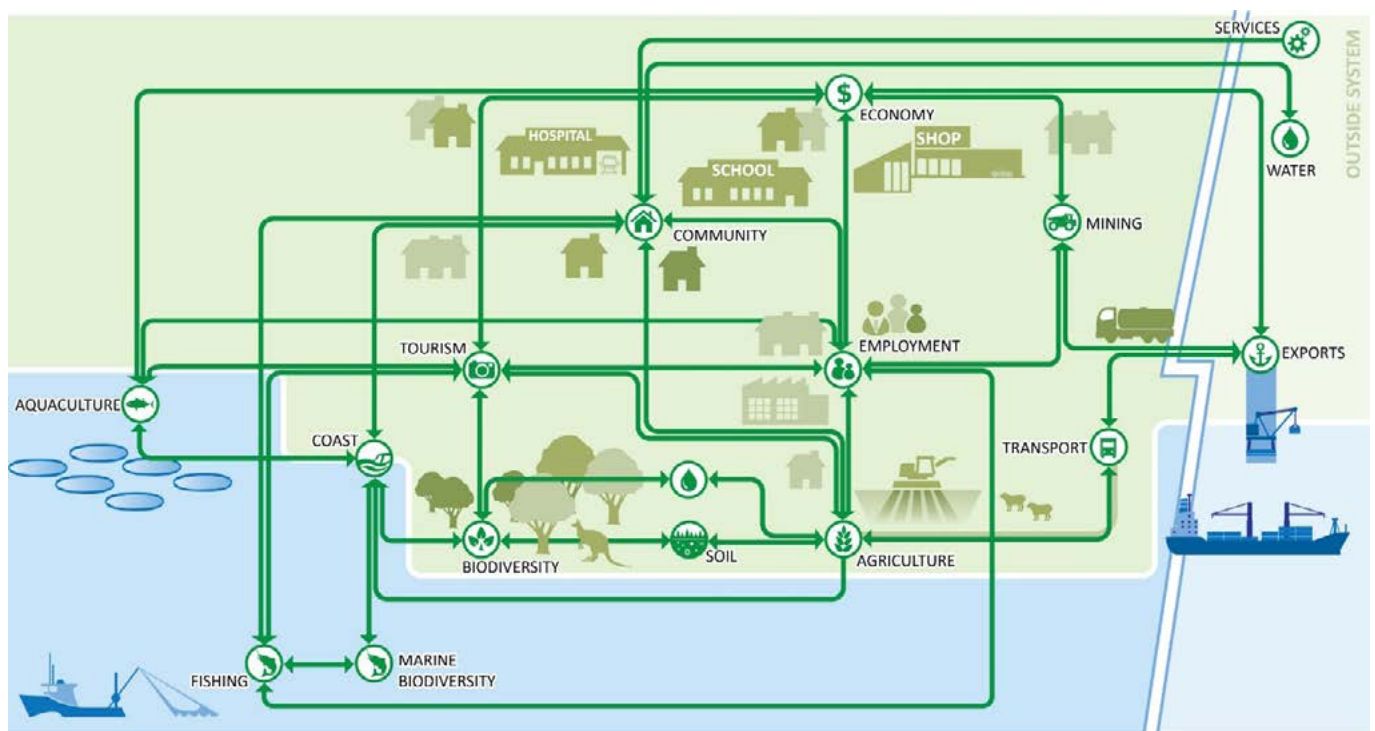 SERVICES
OUTSIDE SYSTEM
$
ECONOMY
HOSPITAL
SHOP
SCHOOL
WATER
COMMUNITY
MINING
EMPLOYMENT
TOURISM
EXPORTS
AQUACULTURE
COAST
TRANSPORT
SOIL
BIODIVERSITY
AGRICULTURE
FISHING
MARINE
BIODIVERSITY